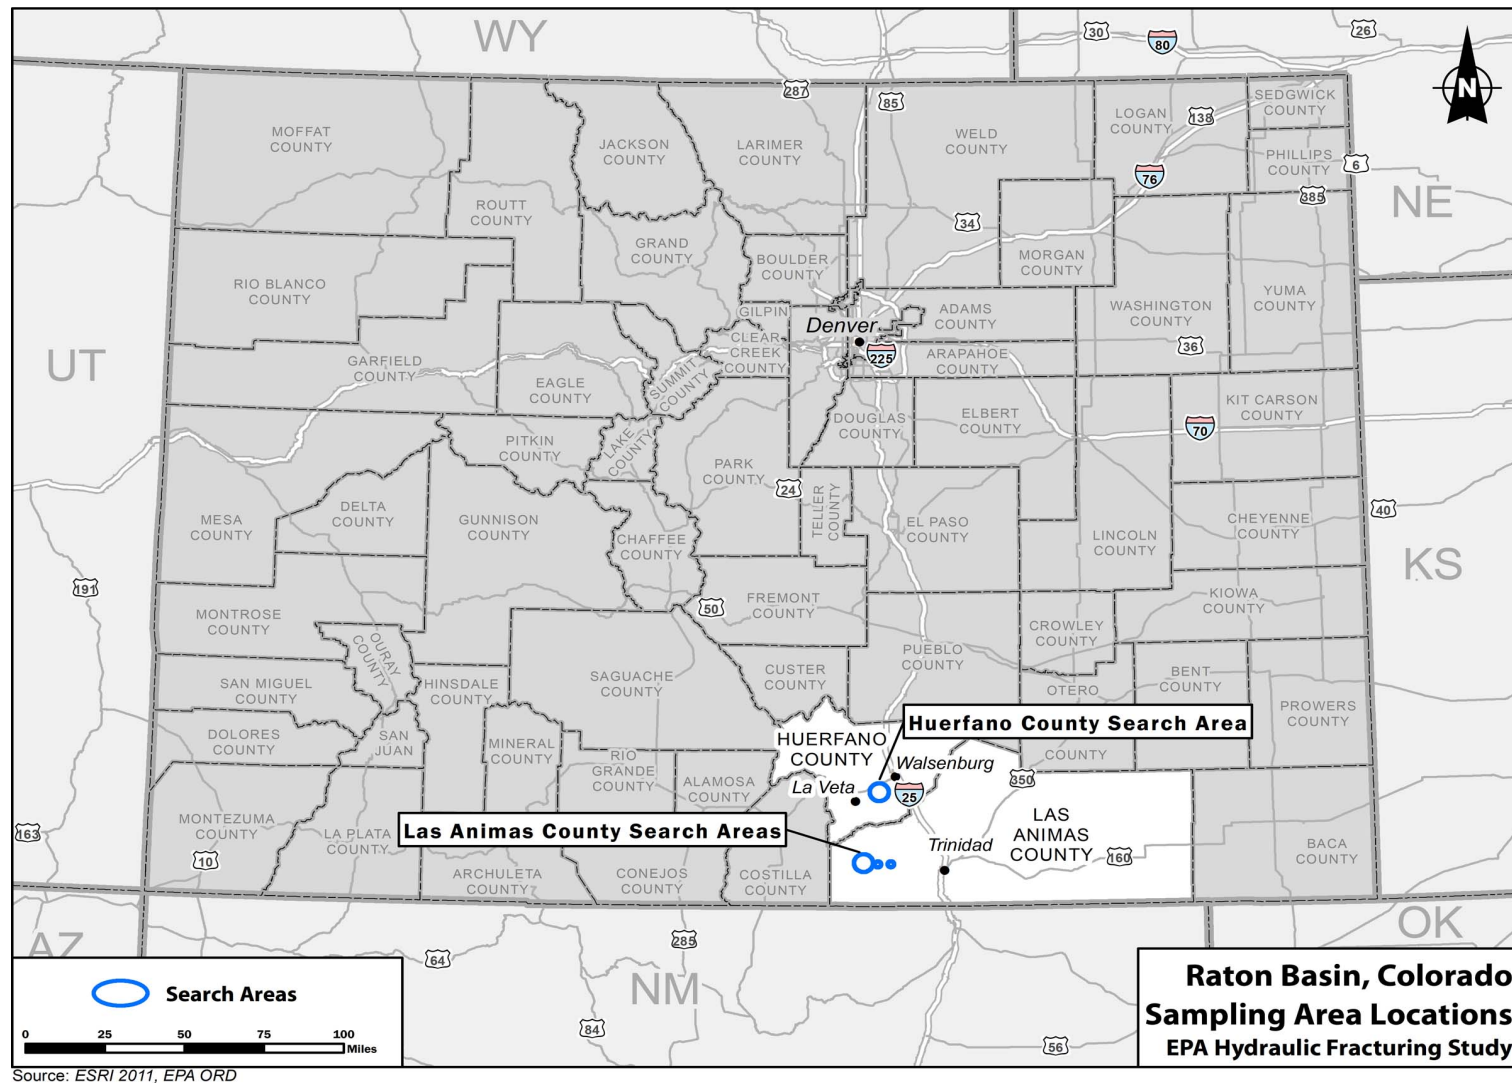 WY
30
80
26
N
287
85
MOFFAT
COUNTY
JACKSON
COUNTY
LARIMER
COUNTY
WELD
COUNTY
LOGAN
COUNTY
138
SEDGWICK
COUNTY
PHILLIPS
COUNTY
6
76
385
NE
ROUTT
COUNTY
34
GRAND
COUNTY
BOULDER
COUNTY
MORGAN
COUNTY
RIO BLANCO
COUNTY
YUMA
COUNTY
WASHINGTON
COUNTY
GILPIN
ADAMS
COUNTY
Denver
225
36
CLEAR
CREEK
COUNTY
ARAPAHOE
COUNTY
UT
GARFIELD
COUNTY
EAGLE
COUNTY
SUMMIT
COUNTY
KIT CARSON
COUNTY
70
DOUGLAS
COUNTY
ELBERT
COUNTY
PITKIN
COUNTY
LAKE
COUNTY
PARK
COUNTY
24
TELLER
COUNTY
40
MESA
COUNTY
DELTA
COUNTY
GUNNISON
COUNTY
EL PASO
COUNTY
CHEYENNE
COUNTY
CHAFFEE
COUNTY
LINCOLN
COUNTY
KS
191
FREMONT
COUNTY
50
KIOWA
COUNTY
MONTROSE
COUNTY
CROWLEY
COUNTY
OURAY
COUNTY
PUEBLO
COUNTY
SAN MIGUEL
COUNTY
HINSDALE
COUNTY
SAGUACHE
COUNTY
CUSTER
COUNTY
OTERO
COUNTY
BENT
COUNTY
PROWERS
COUNTY
Huerfano County Search Area
DOLORES
COUNTY
SAN
JUAN
MINERAL
COUNTY
RIO
GRANDE
COUNTY
HUERFANO
COUNTY
Walsenburg
350
ALAMOSA
COUNTY
La Veta
25
MONTEZUMA
COUNTY
163
LA PLATA
COUNTY
Las Animas County Search Areas
LAS
ANIMAS
COUNTY
Trinidad
160
BACA
COUNTY
10
ARCHULETA
COUNTY
CONEJOS
COUNTY
COSTILLA
COUNTY
AZ
64
285
OK
NM
84
56
Search Areas
0 25 50 75 100
Miles
Raton Basin, Colorado
Sampling Area Locations
EPA Hydraulic Fracturing Study
Source: ESRI 2011, EPA ORD